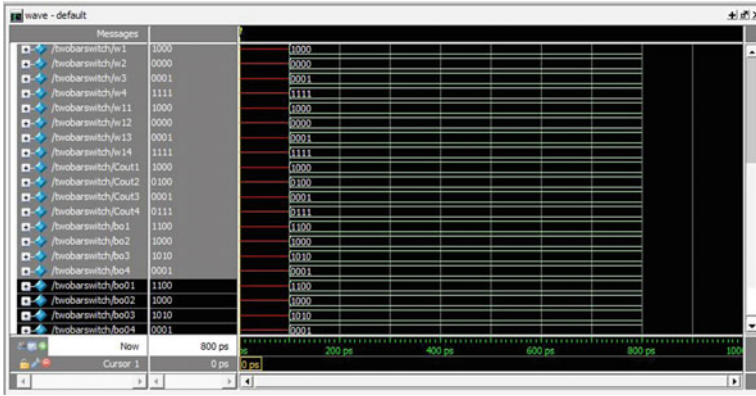 wave - default
Messages
/twobarswitch/w1 1000 1000
/twobarswitch/w2 0000 0000
/twobarswitch/w3 0001 0001
/twobarswitch/w4 1111 1111
/twobarswitch/w11 1000 1000
/twobarswitch/w12 0000 0000
/twobarswitch/w13 0001 0001
/twobarswitch/w14 1111 1111
/twobarswitch/Cout1 1000 1000
/twobarswitch/Cout2 0100 0100
/twobarswitch/Cout3 0001 0001
/twobarswitch/Cout4 0111 0111
/twobarswitch/bo1 1100 1100
/twobarswitch/bo2 1000 1000
/twobarswitch/bo3 1010 1010
/twobarswitch/bo4 0001 0001
/twobarswitch/bo01 1100 1100
/twobarswitch/bo02 1000 1000
/twobarswitch/bo03 1010 1010
/twobarswitch/bo04 0001 0001
Now 800 ps ps 200 ps 400 ps 600 ps 800 ps 100
Cursor 1 0 ps 0 ps